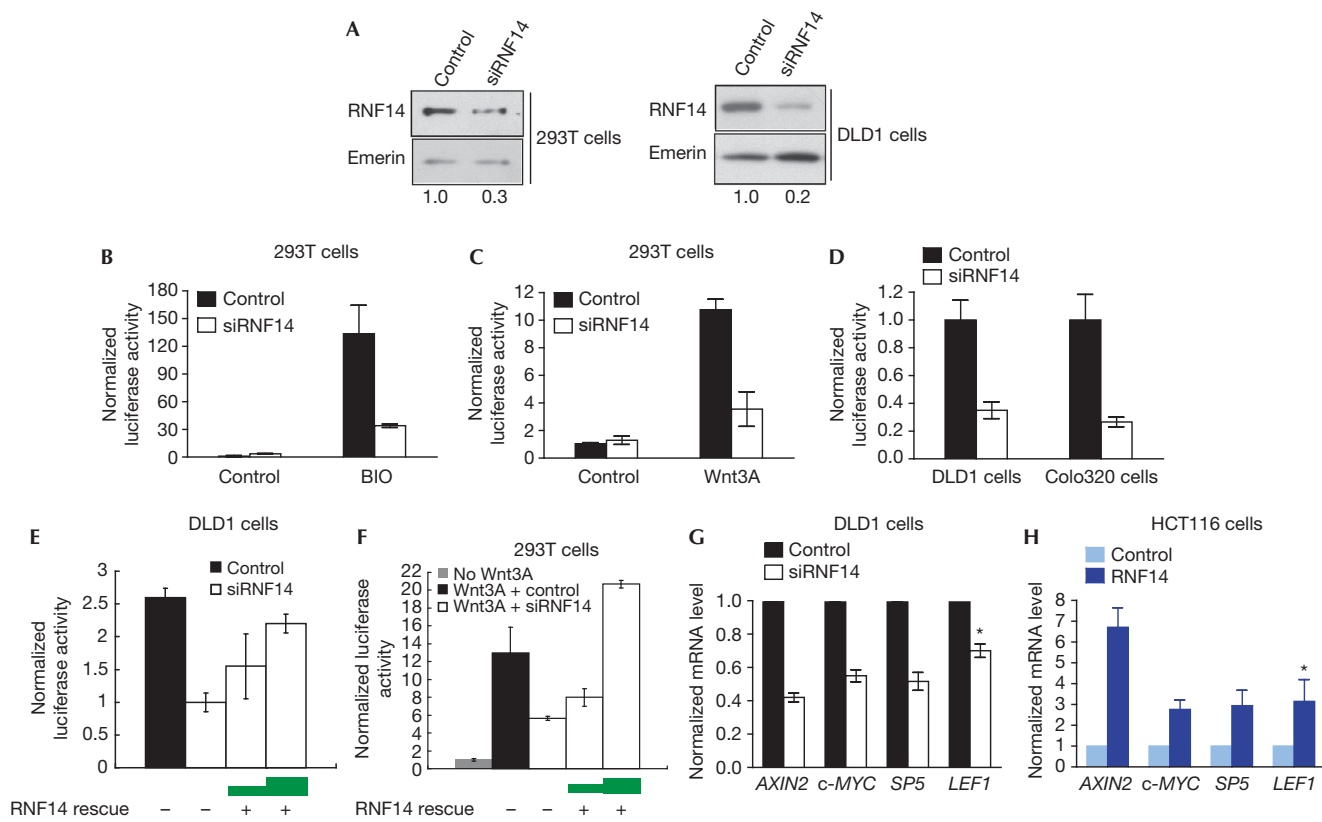 A
Control
siRNF14
RNF14
Emerin
293T cells
1.0
0.3
Control
siRNF14
RNF14
Emerin
DLD1 cells
1.0
0.2
B
293T cells
Normalized
luciferase activity
180
150
120
90
60
30
0
Control
siRNF14
Control
BIO
C
293T cells
Normalized
luciferase activity
12
10
8
6
4
2
0
Control
siRNF14
Control
Wnt3A
D
Control
siRNF14
Normalized
luciferase activity
1.2
1.0
0.8
0.6
0.4
0.2
0.0
DLD1 cells
Colo320 cells
E
DLD1 cells
Control
siRNF14
Normalized
luciferase activity
3
2.5
2
1.5
1
0.5
0
RNF14 rescue
– – + +
F
293T cells
No Wnt3A
Wnt3A + control
Wnt3A + siRNF14
Normalized luciferase
activity
22
20
18
16
14
12
10
8
6
4
2
0
RNF14 rescue
– – + +
G
DLD1 cells
Control
siRNF14
Normalized mRNA level
1.0
0.8
0.6
0.4
0.2
0.0
*
AXIN2 c-MYC SP5 LEF1
H
HCT116 cells
Control
RNF14
Normalized mRNA level
8
7
6
5
4
3
2
1
0
*
AXIN2 c-MYC SP5 LEF1